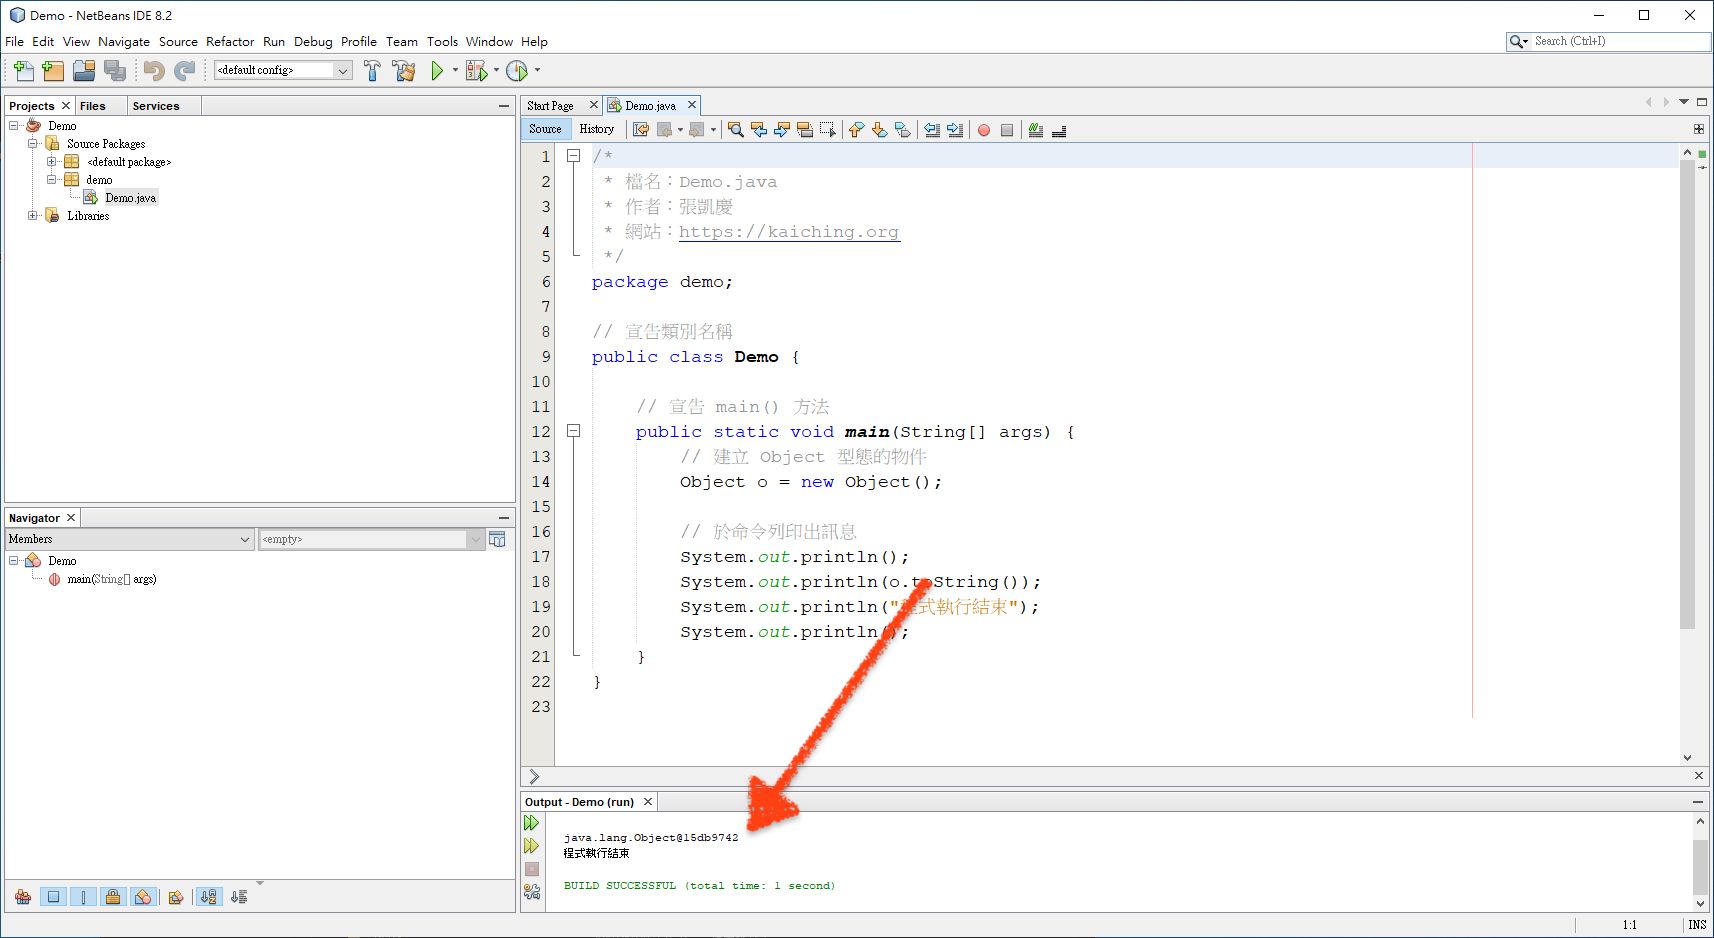 Demo - NetBeans IDE 8.2
File Edit View Navigate Source Refactor Run Debug Profile Team Tools Window Help
Search (Ctrl+I)
<default config>
Projects Files Services
Demo
Source Packages
<default package>
demo
Demo.java
Libraries
Navigator
Members <empty>
Demo
main(String[] args)
Start Page Demo.java
Source History
1 /*
2 * 檔名：Demo.java
3 * 作者：張凱慶
4 * 網站：https://kaiching.org
5 */
6 package demo;
7
8 // 宣告類別名稱
9 public class Demo {
10
11 // 宣告 main() 方法
12 public static void main(String[] args) {
13 // 建立 Object 型態的物件
14 Object o = new Object();
15
16 // 於命令列印出訊息
17 System.out.println();
18 System.out.println(o.toString());
19 System.out.println("程式執行結束");
20 System.out.println();
21 }
22 }
23
Output - Demo (run)
java.lang.Object@15db9742
程式執行結束
BUILD SUCCESSFUL (total time: 1 second)
1:1 INS